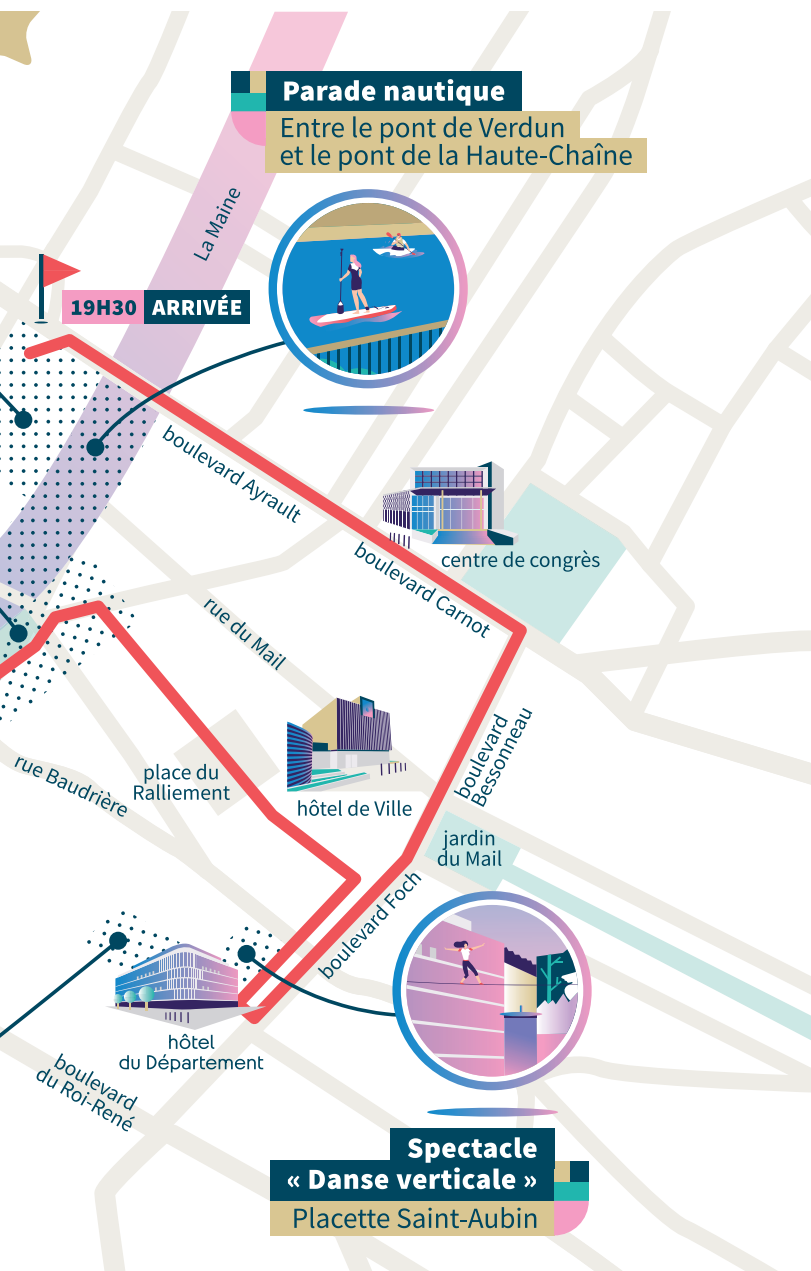 Parade nautique
Entre le pont de Verdun
et le pont de la Haute-Chaîne
La Maine
19H30 ARRIVÉE
boulevard Ayrault
centre de congrès
boulevard Carnot
rue du Mail
boulevard
Bessonneau
rue Baudrière
place du
Ralliement
hôtel de Ville
jardin
du Mail
boulevard Foch
hôtel
du Département
boulevard
du Roi-René
Spectacle
« Danse verticale »
Placette Saint-Aubin